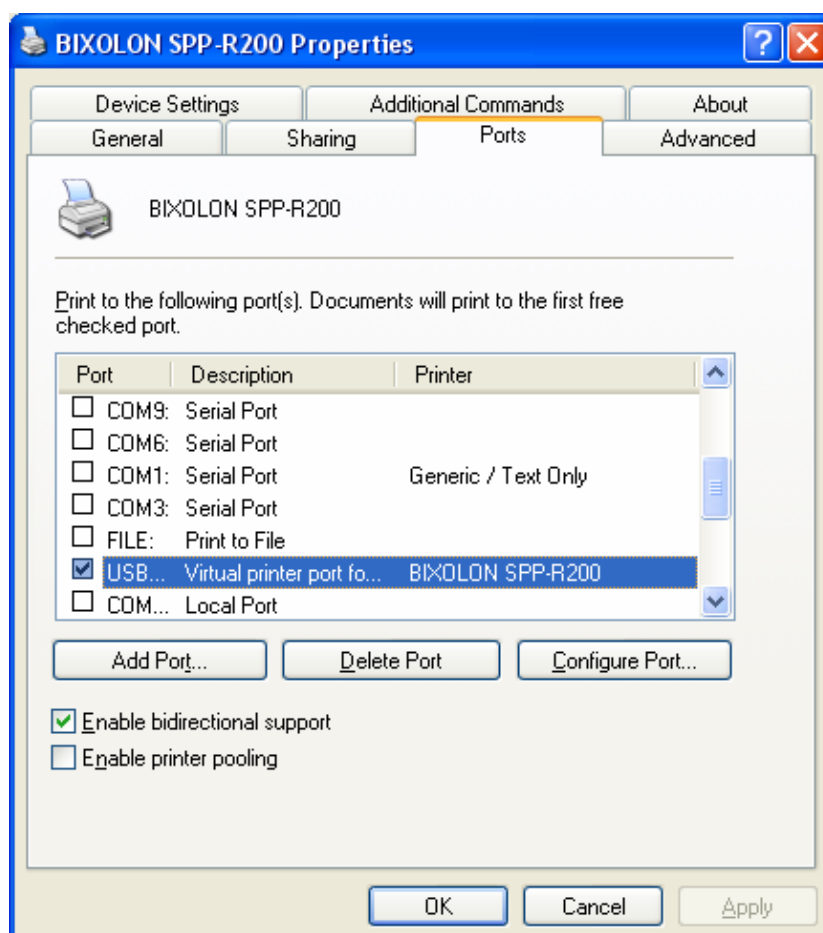 BIXOLON SPP-R200 Properties
Device Settings Additional Commands About
General Sharing Ports Advanced
BIXOLON SPP-R200
Print to the following port(s). Documents will print to the first free
checked port.
Port Description Printer
COM9: Serial Port
COM6: Serial Port
COM1: Serial Port Generic / Text Only
COM3: Serial Port
FILE: Print to File
USB... Virtual printer port fo... BIXOLON SPP-R200
COM... Local Port
Add Port... Delete Port Configure Port...
Enable bidirectional support
Enable printer pooling
OK Cancel Apply